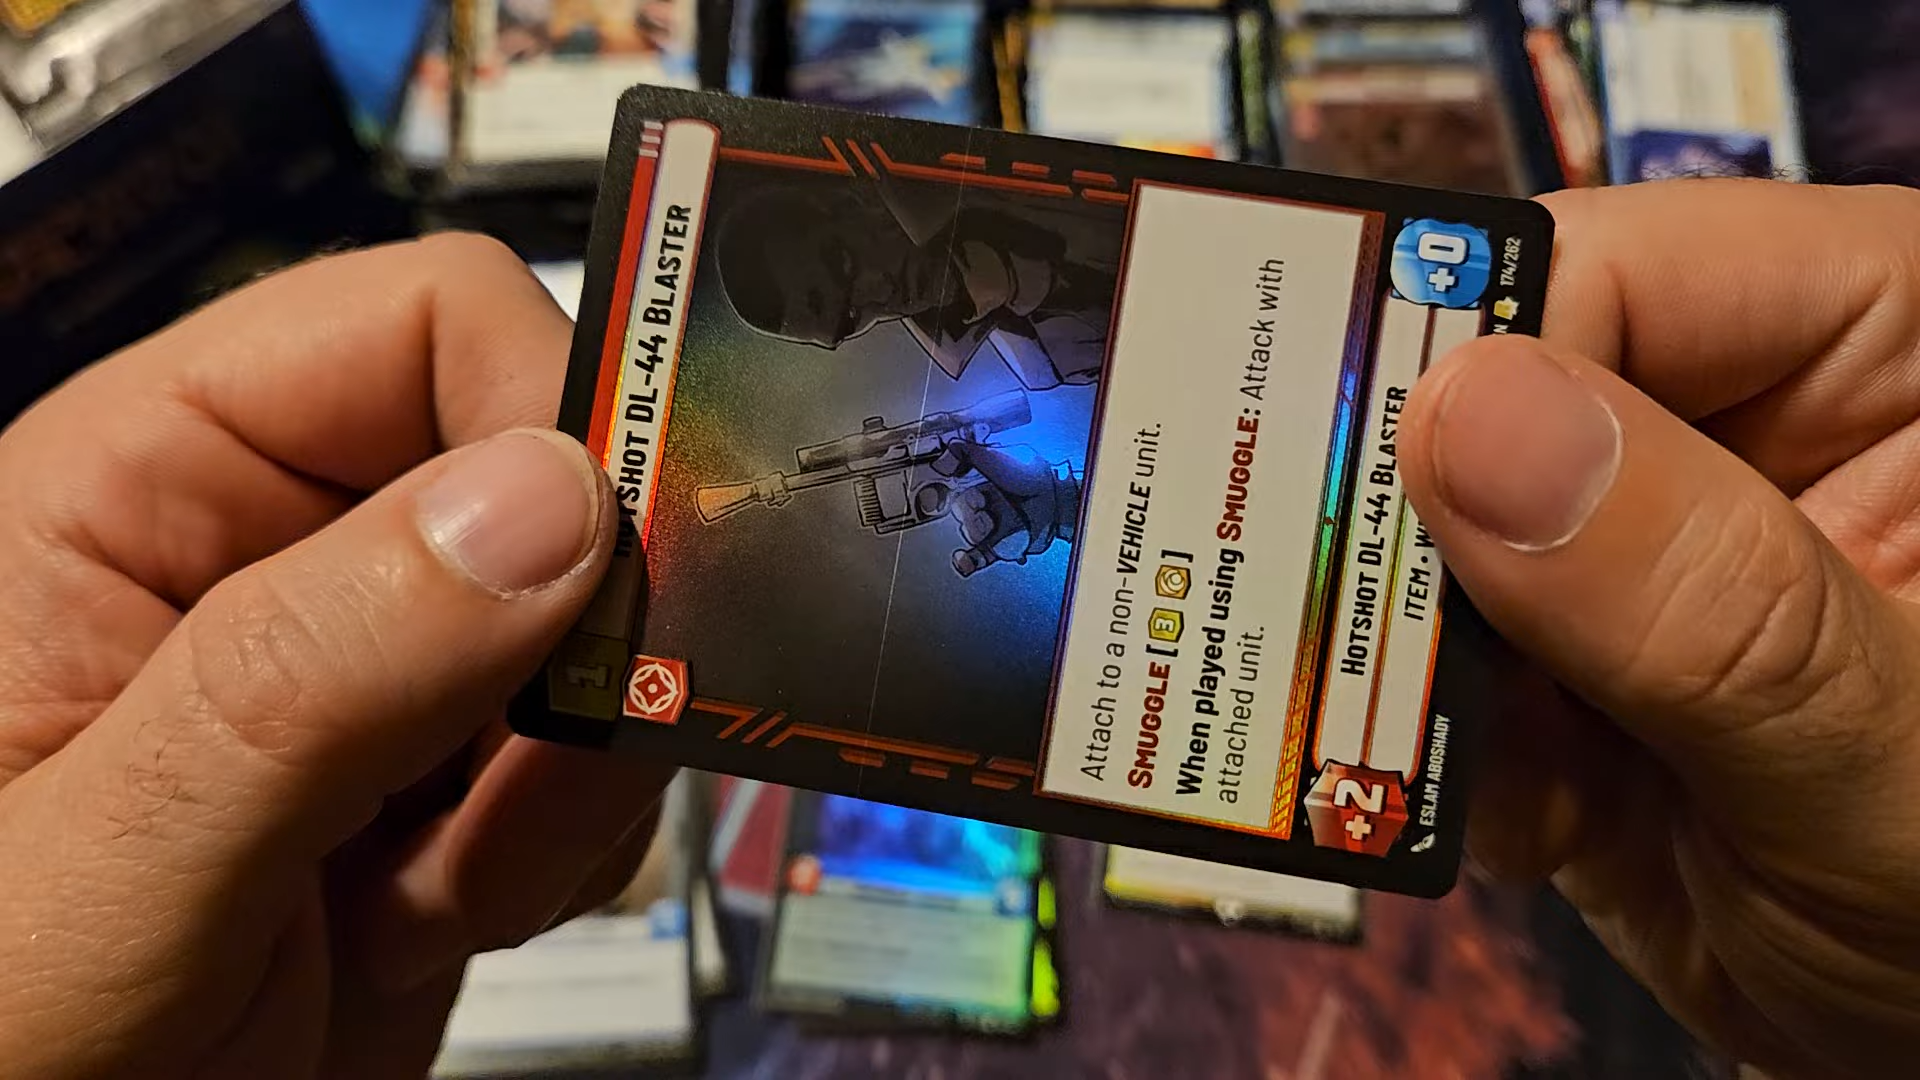 1
HOTSHOT DL-44 BLASTER
Attach to a non-VEHICLE unit.
SMUGGLE [3 ]
When played using SMUGGLE: Attack with
attached unit.
+2
HOTSHOT DL-44 BLASTER
+0
ITEM •
ESLAM ABOSHADY
174/262